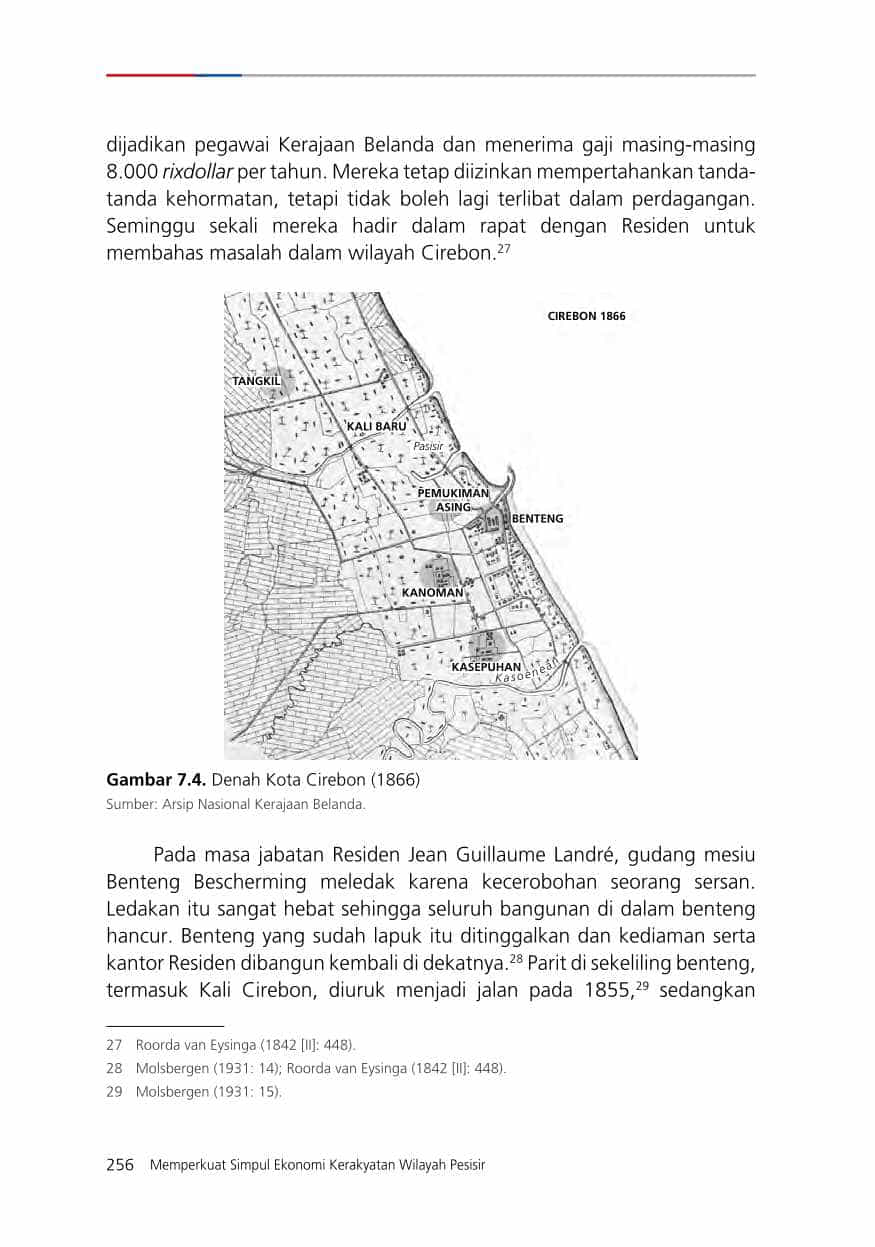 dijadikan pegawai Kerajaan Belanda dan menerima gaji masing-masing
8.000 rixdollar per tahun. Mereka tetap diizinkan mempertahankan tanda-
tanda kehormatan, tetapi tidak boleh lagi terlibat dalam perdagangan.
Seminggu sekali mereka hadir dalam rapat dengan Residen untuk
membahas masalah dalam wilayah Cirebon.27
CIREBON 1866
TANGKIL
KALI BARU
Pasisir
PEMUKIMAN
ASING
BENTENG
KANOMAN
KASEPUHAN
Kasoenean
Gambar 7.4. Denah Kota Cirebon (1866)
Sumber: Arsip Nasional Kerajaan Belanda.
Pada masa jabatan Residen Jean Guillaume Landré, gudang mesiu
Benteng Bescherming meledak karena kecerobohan seorang sersan.
Ledakan itu sangat hebat sehingga seluruh bangunan di dalam benteng
hancur. Benteng yang sudah lapuk itu ditinggalkan dan kediaman serta
kantor Residen dibangun kembali di dekatnya.28 Parit di sekeliling benteng,
termasuk Kali Cirebon, diuruk menjadi jalan pada 1855,29 sedangkan
27 Roorda van Eysinga (1842 [II]: 448).
28 Molsbergen (1931: 14); Roorda van Eysinga (1842 [II]: 448).
29 Molsbergen (1931: 15).
256 Memperkuat Simpul Ekonomi Kerakyatan Wilayah Pesisir